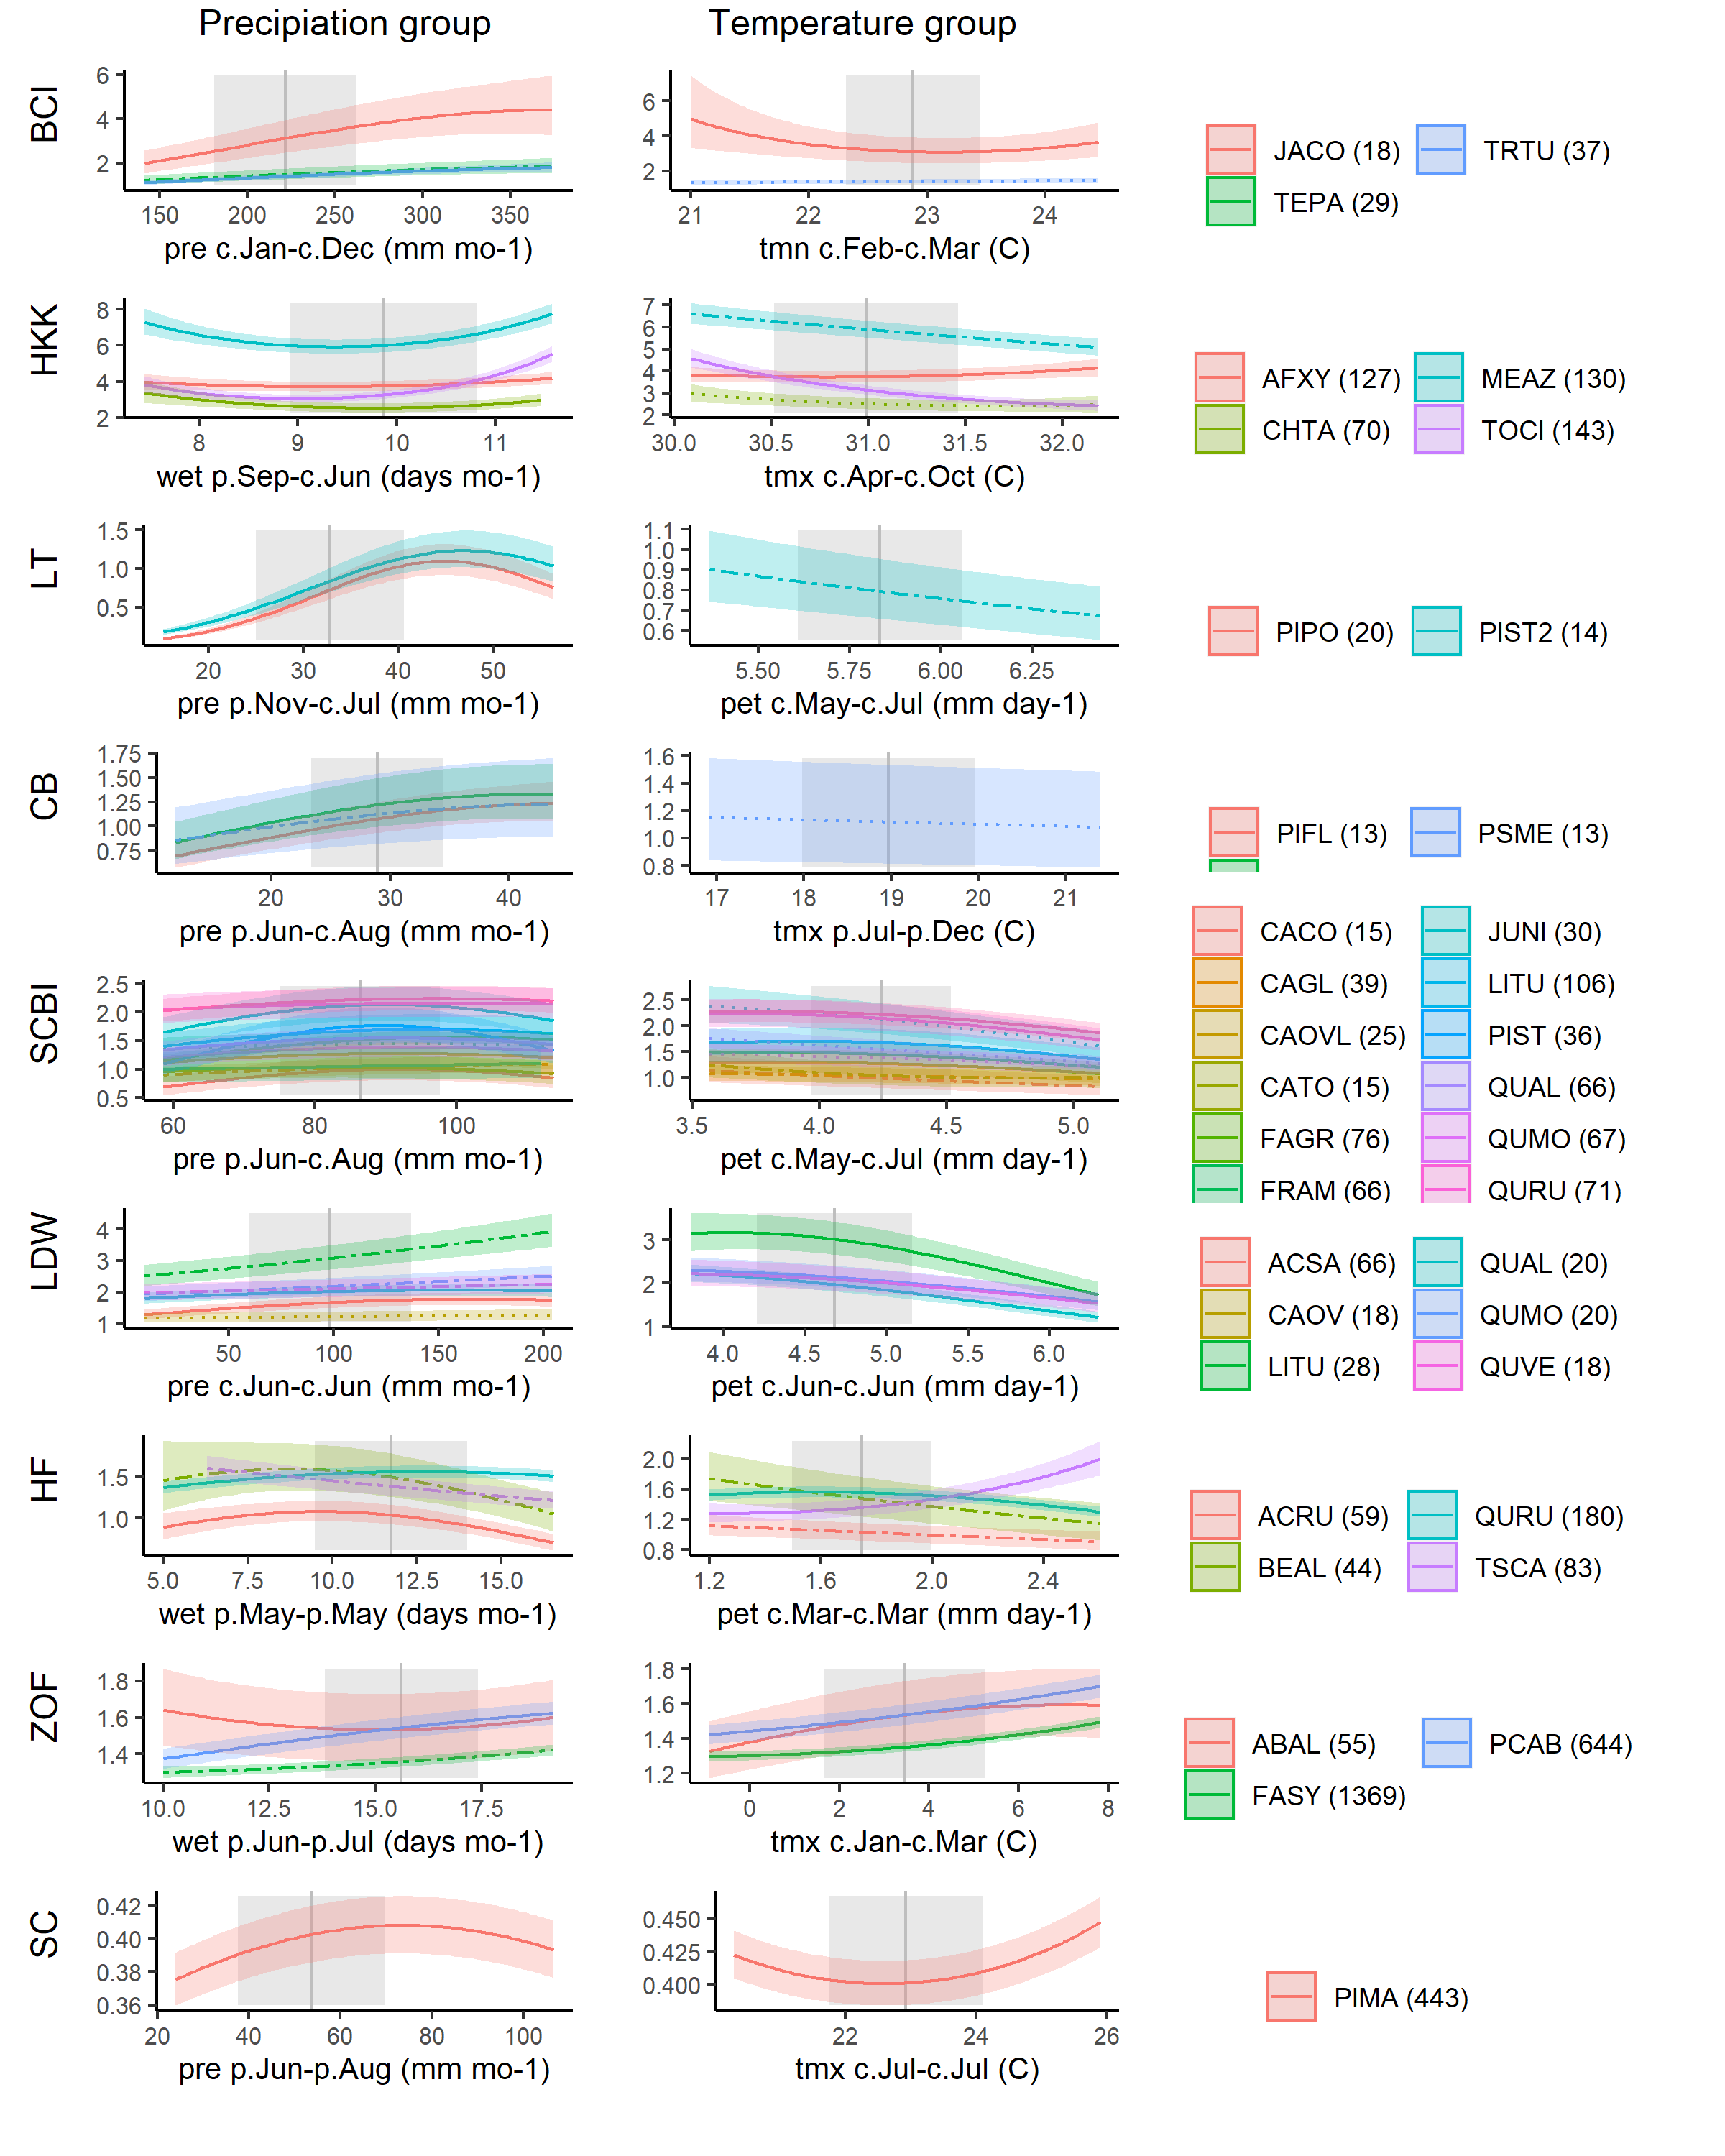 Precipiation group
Temperature group
BCI
6
4
2
150 200 250 300 350
pre c.Jan-c.Dec (mm mo-1)
6
4
2
21 22 23 24
tmn c.Feb-c.Mar (C)
JACO (18) TRTU (37)
TEPA (29)
HKK
8
6
4
2
8 9 10 11
wet p.Sep-c.Jun (days mo-1)
7
6
5
4
3
2
30.0 30.5 31.0 31.5 32.0
tmx c.Apr-c.Oct (C)
AFXY (127) MEAZ (130)
CHTA (70) TOCI (143)
LT
1.5
1.0
0.5
20 30 40 50
pre p.Nov-c.Jul (mm mo-1)
1.1
1.0
0.9
0.8
0.7
0.6
5.50 5.75 6.00 6.25
pet c.May-c.Jul (mm day-1)
PIPO (20) PIST2 (14)
CB
1.75
1.50
1.25
1.00
0.75
20 30 40
pre p.Jun-c.Aug (mm mo-1)
1.6
1.4
1.2
1.0
0.8
17 18 19 20 21
tmx p.Jul-p.Dec (C)
PIFL (13) PSME (13)
SCBI
2.5
2.0
1.5
1.0
0.5
60 80 100
pre p.Jun-c.Aug (mm mo-1)
2.5
2.0
1.5
1.0
3.5 4.0 4.5 5.0
pet c.May-c.Jul (mm day-1)
CACO (15) JUNI (30)
CAGL (39) LITU (106)
CAOVL (25) PIST (36)
CATO (15) QUAL (66)
FAGR (76) QUMO (67)
FRAM (66) QURU (71)
LDW
4
3
2
1
50 100 150 200
pre c.Jun-c.Jun (mm mo-1)
3
2
1
4.0 4.5 5.0 5.5 6.0
pet c.Jun-c.Jun (mm day-1)
ACSA (66) QUAL (20)
CAOV (18) QUMO (20)
LITU (28) QUVE (18)
HF
1.5
1.0
5.0 7.5 10.0 12.5 15.0
wet p.May-p.May (days mo-1)
2.0
1.6
1.2
0.8
1.2 1.6 2.0 2.4
pet c.Mar-c.Mar (mm day-1)
ACRU (59) QURU (180)
BEAL (44) TSCA (83)
ZOF
1.8
1.6
1.4
10.0 12.5 15.0 17.5
wet p.Jun-p.Jul (days mo-1)
1.8
1.6
1.4
1.2
0 2 4 6 8
tmx c.Jan-c.Mar (C)
ABAL (55) PCAB (644)
FASY (1369)
SC
0.42
0.40
0.38
0.36
20 40 60 80 100
pre p.Jun-p.Aug (mm mo-1)
0.450
0.425
0.400
22 24 26
tmx c.Jul-c.Jul (C)
PIMA (443)